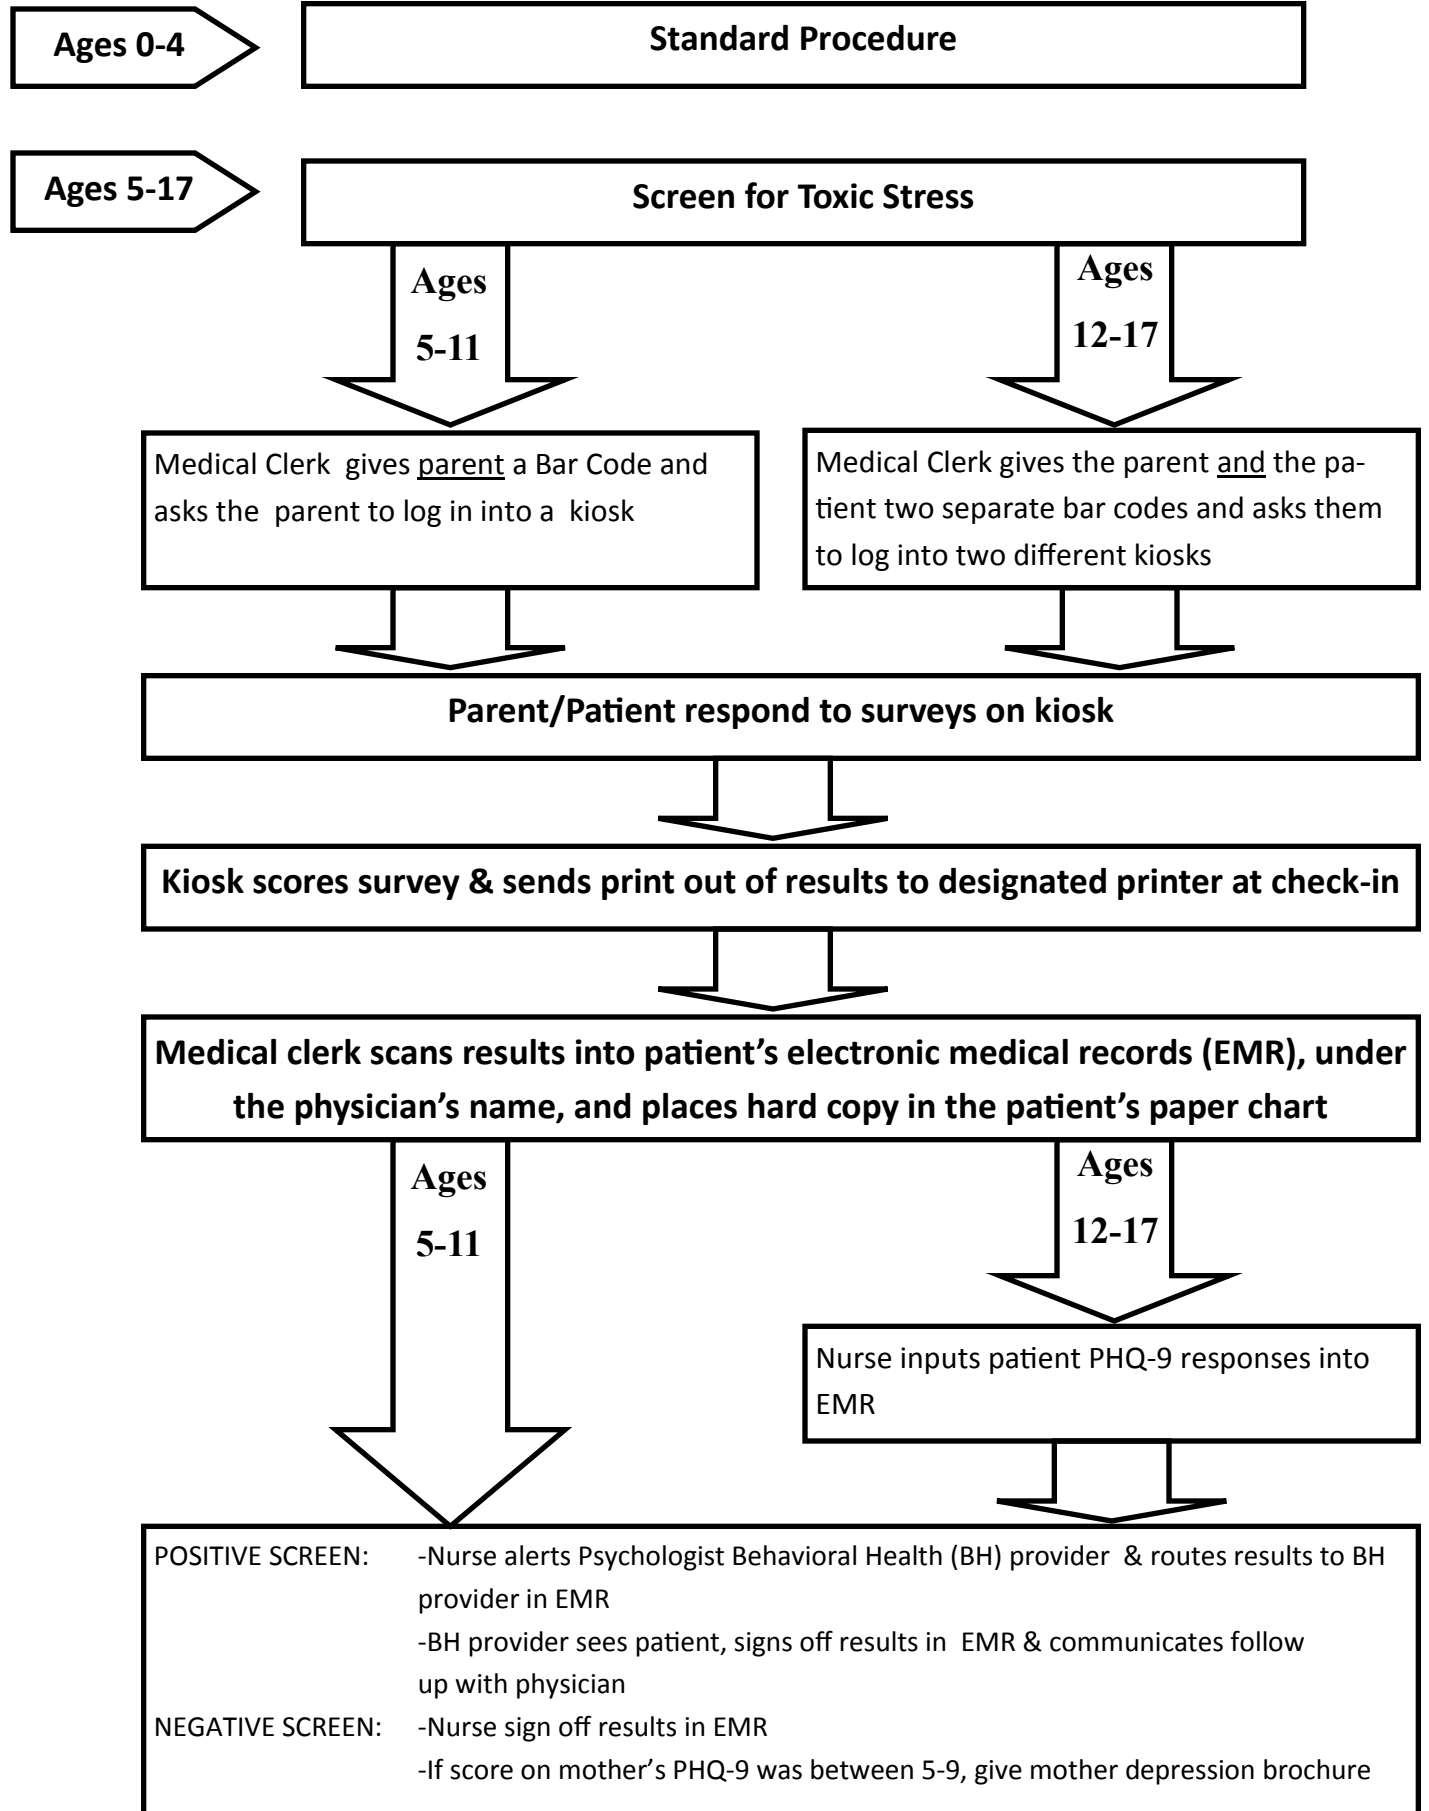 Ages 0-4
Standard Procedure
Ages 5-17
Screen for Toxic Stress
Ages
5-11
Ages
12-17
Medical Clerk  gives parent a Bar Code and
asks the  parent to log in into a  kiosk
Medical Clerk gives the parent and the pa-
tient two separate bar codes and asks them
to log into two different kiosks
Parent/Patient respond to surveys on kiosk
Kiosk scores survey & sends print out of results to designated printer at check-in
Medical clerk scans results into patient’s electronic medical records (EMR), under
the physician’s name, and places hard copy in the patient’s paper chart
Ages
5-11
Ages
12-17
Nurse inputs patient PHQ-9 responses into
EMR
POSITIVE SCREEN: -Nurse alerts Psychologist Behavioral Health (BH) provider  & routes results to BH
provider in EMR
-BH provider sees patient, signs off results in  EMR & communicates follow
up with physician
NEGATIVE SCREEN: -Nurse sign off results in EMR
-If score on mother’s PHQ-9 was between 5-9, give mother depression brochure